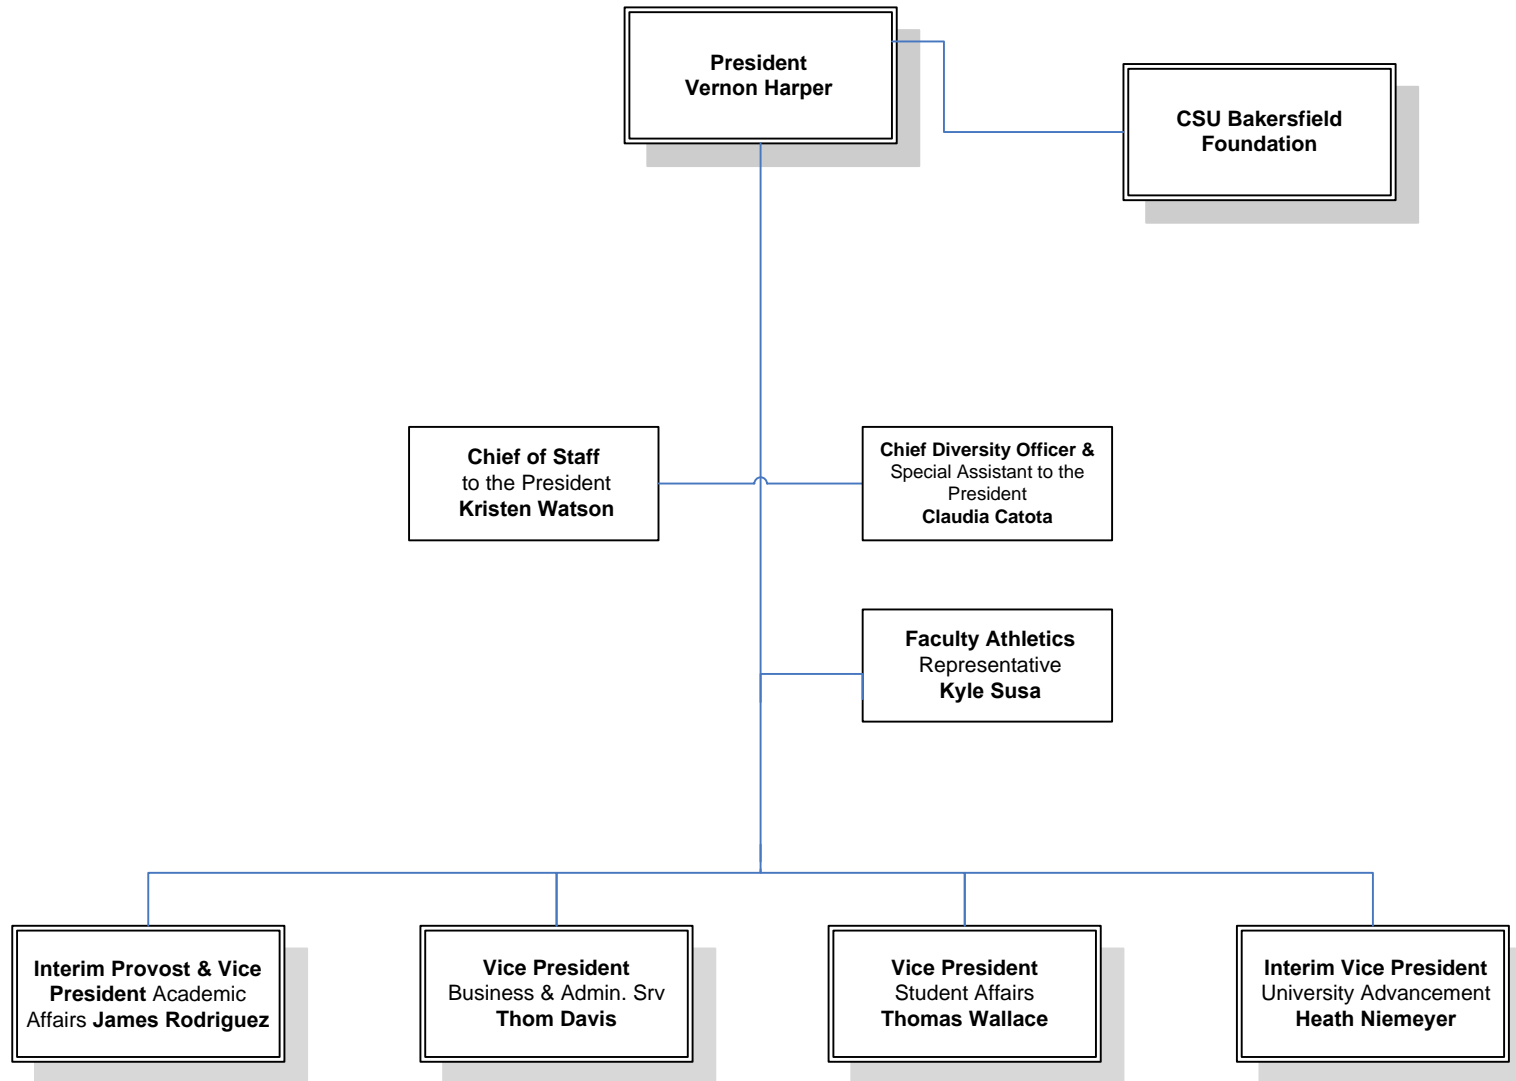 President
Vernon Harper
CSU Bakersfield
Foundation
Chief of Staff
to the President
Kristen Watson
Chief Diversity Officer &
Special Assistant to the
President
Claudia Catota
Faculty Athletics
Representative
Kyle Susa
Interim Provost & Vice
President Academic
Affairs James Rodriguez
Vice President
Business & Admin. Srv
Thom Davis
Vice President
Student Affairs
Thomas Wallace
Interim Vice President
University Advancement
Heath Niemeyer